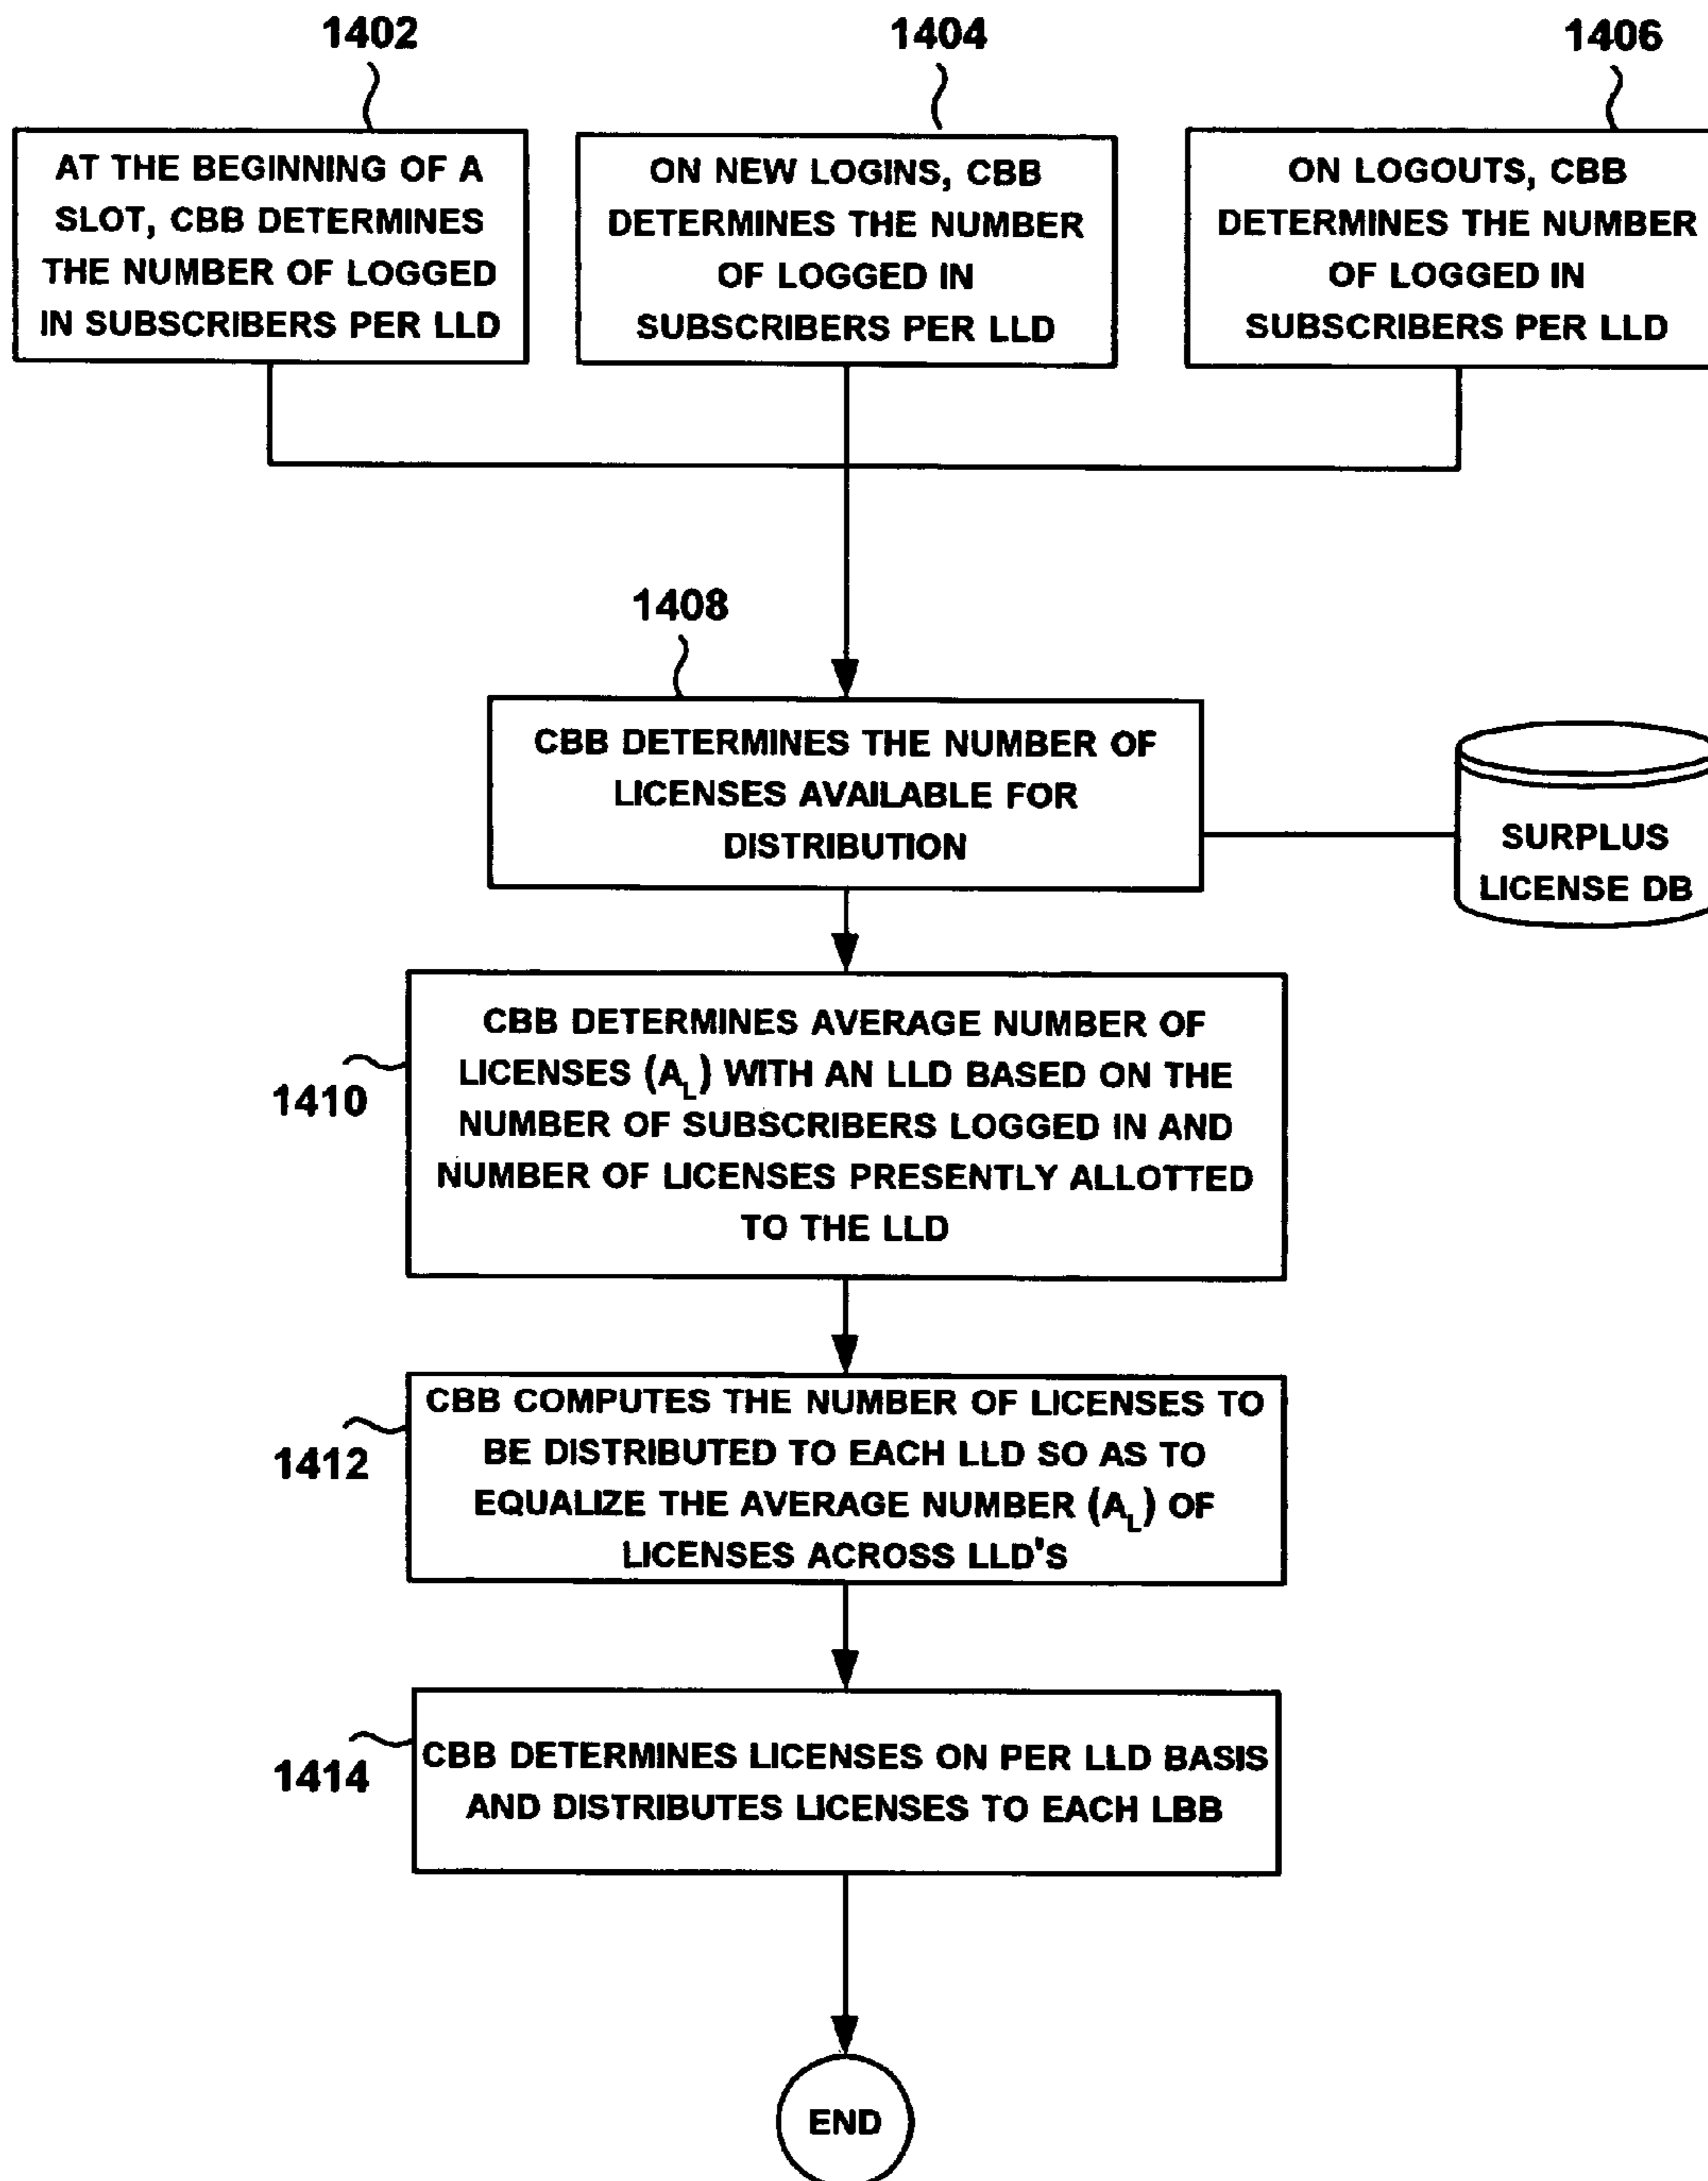 1402
1404
1406
AT THE BEGINNING OF A
SLOT, CBB DETERMINES
THE NUMBER OF LOGGED
IN SUBSCRIBERS PER LLD
ON NEW LOGINS, CBB
DETERMINES THE NUMBER
OF LOGGED IN
SUBSCRIBERS PER LLD
ON LOGOUTS, CBB
DETERMINES THE NUMBER
OF LOGGED IN
SUBSCRIBERS PER LLD
1408
CBB DETERMINES THE NUMBER OF
LICENSES AVAILABLE FOR
DISTRIBUTION
SURPLUS
LICENSE DB
1410
CBB DETERMINES AVERAGE NUMBER OF
LICENSES (AL) WITH AN LLD BASED ON THE
NUMBER OF SUBSCRIBERS LOGGED IN AND
NUMBER OF LICENSES PRESENTLY ALLOTTED
TO THE LLD
1412
CBB COMPUTES THE NUMBER OF LICENSES TO
BE DISTRIBUTED TO EACH LLD SO AS TO
EQUALIZE THE AVERAGE NUMBER (AL) OF
LICENSES ACROSS LLD'S
1414
CBB DETERMINES LICENSES ON PER LLD BASIS
AND DISTRIBUTES LICENSES TO EACH LBB
END